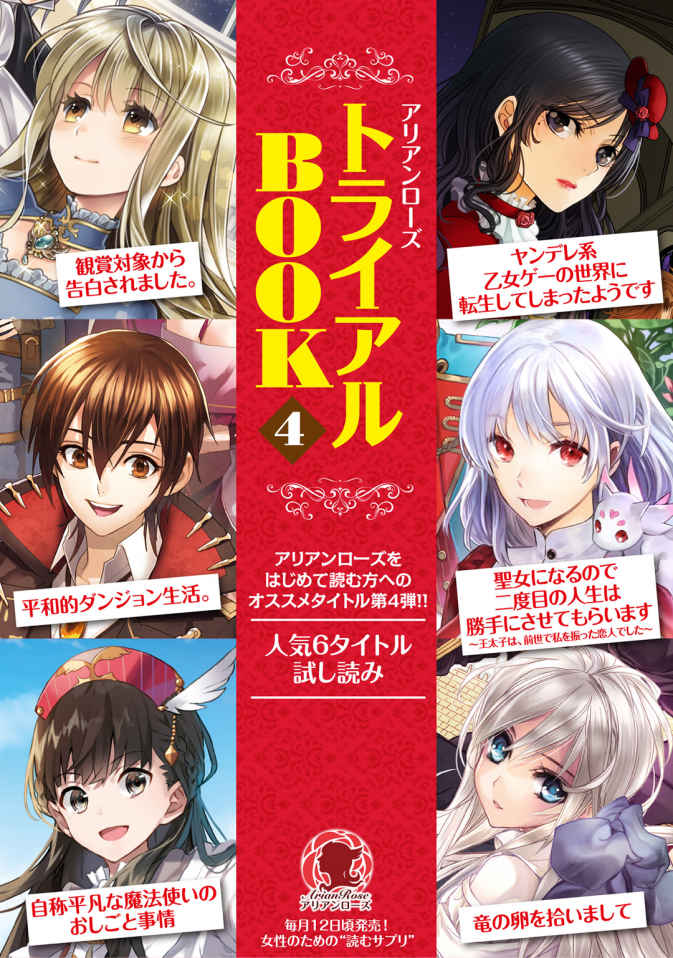 アリアンローズ
トライアル
BOOK
4
アリアンローズを
はじめて読む方への
オススメタイトル第4弾!!
人気6タイトル
試し読み
ArianRose
アリアンローズ
毎月12日頃発売!
女性のための“読むサプリ”
ヤンデレ系
乙女ゲーの世界に
転生してしまったようです
聖女になるので
二度目の人生は
勝手にさせてもらいます
～王太子は、前世で私を振った恋人でした～
竜の卵を拾いまして
観賞対象から
告白されました。
平和的ダンジョン生活。
自称平凡な魔法使いの
おしごと事情